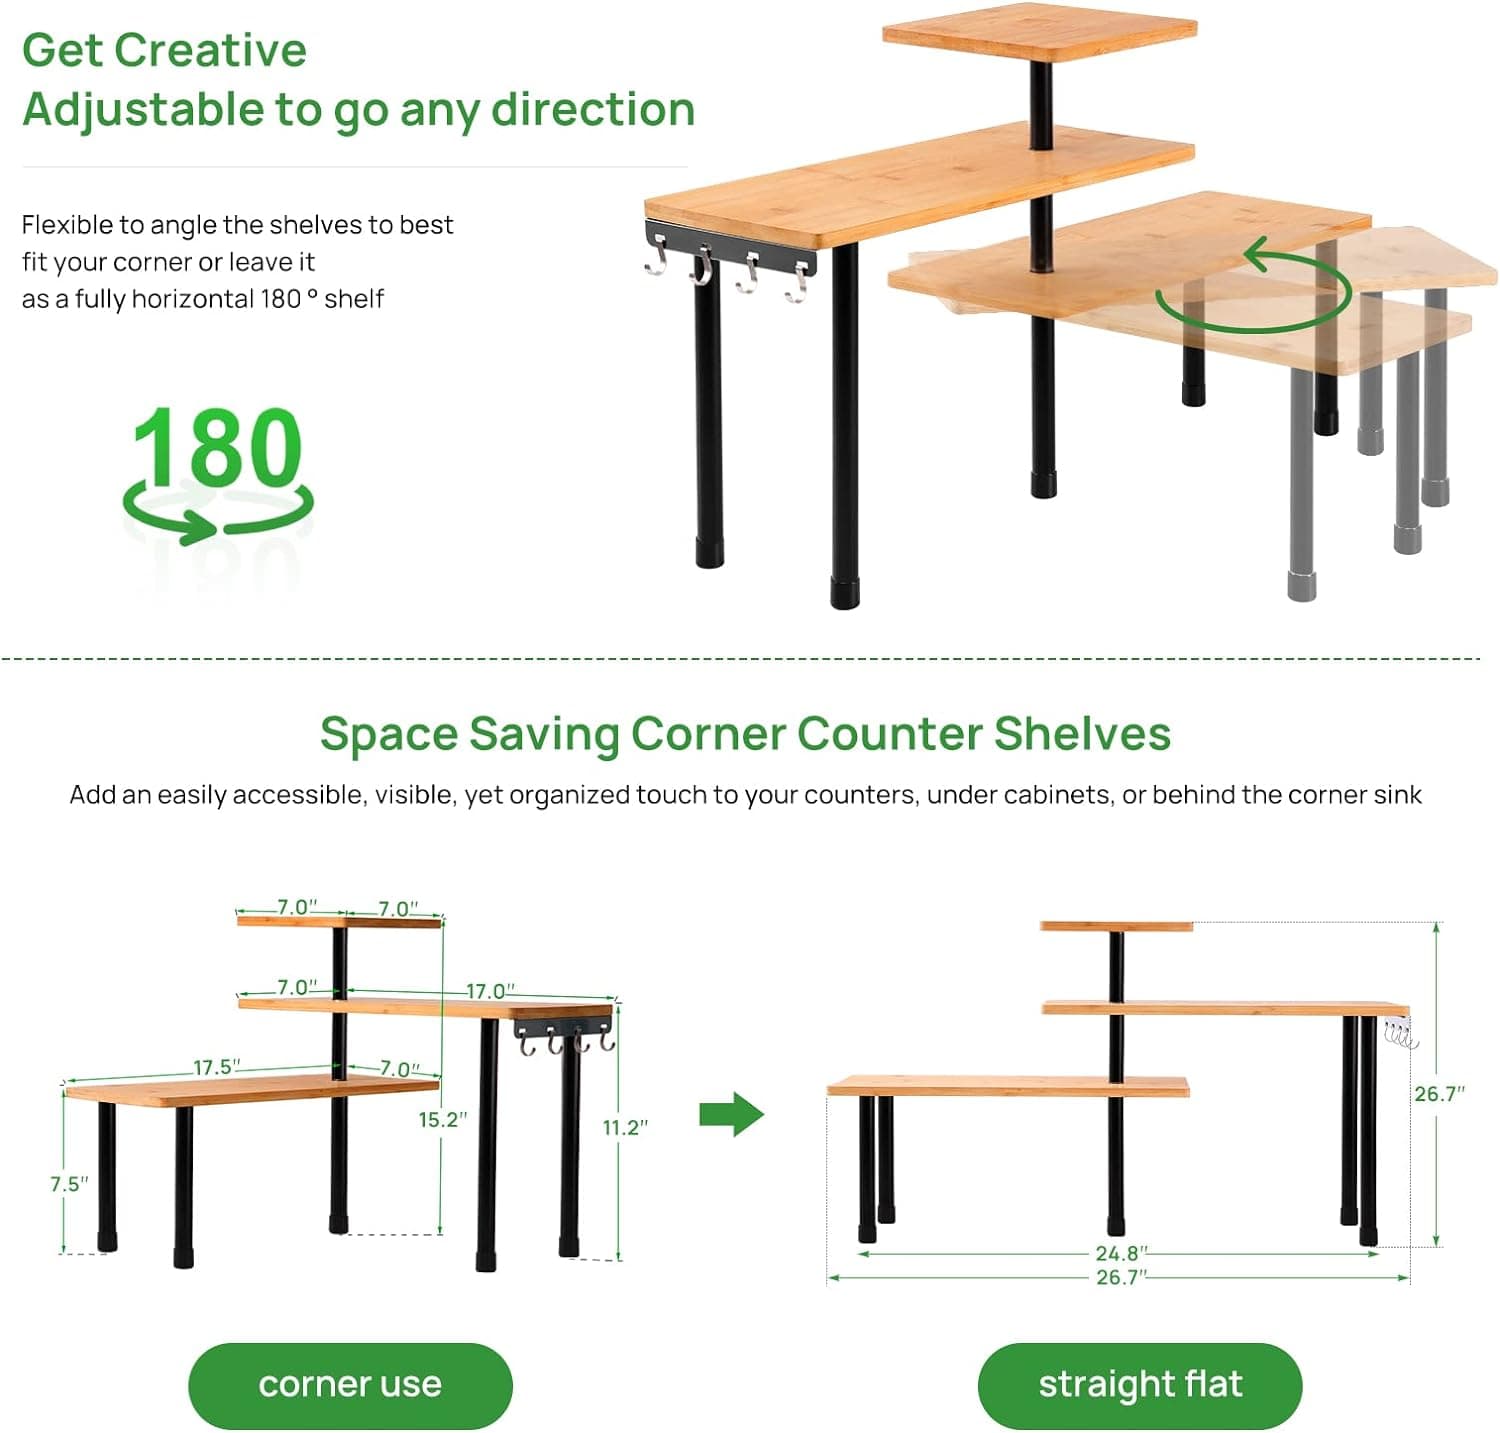 Get Creative
Adjustable to go any direction
Flexible to angle the shelves to best
fit your corner or leave it
as a fully horizontal 180 ° shelf
180
Space Saving Corner Counter Shelves
Add an easily accessible, visible, yet organized touch to your counters, under cabinets, or behind the corner sink
7.0" 7.0"
7.0" 17.0"
17.5" 7.0"
15.2" 11.2"
7.5"
26.7"
24.8"
26.7"
corner use
straight flat